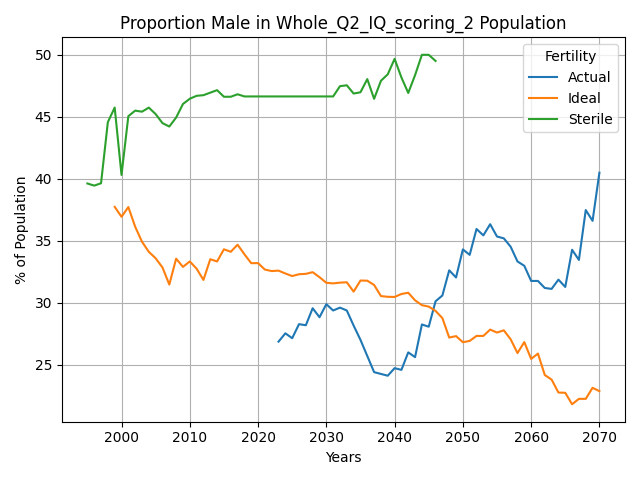 Proportion Male in Whole_Q2_IQ_scoring_2 Population
Fertility
Actual
Ideal
Sterile
% of Population
50
45
40
35
30
25
2000 2010 2020 2030 2040 2050 2060 2070
Years